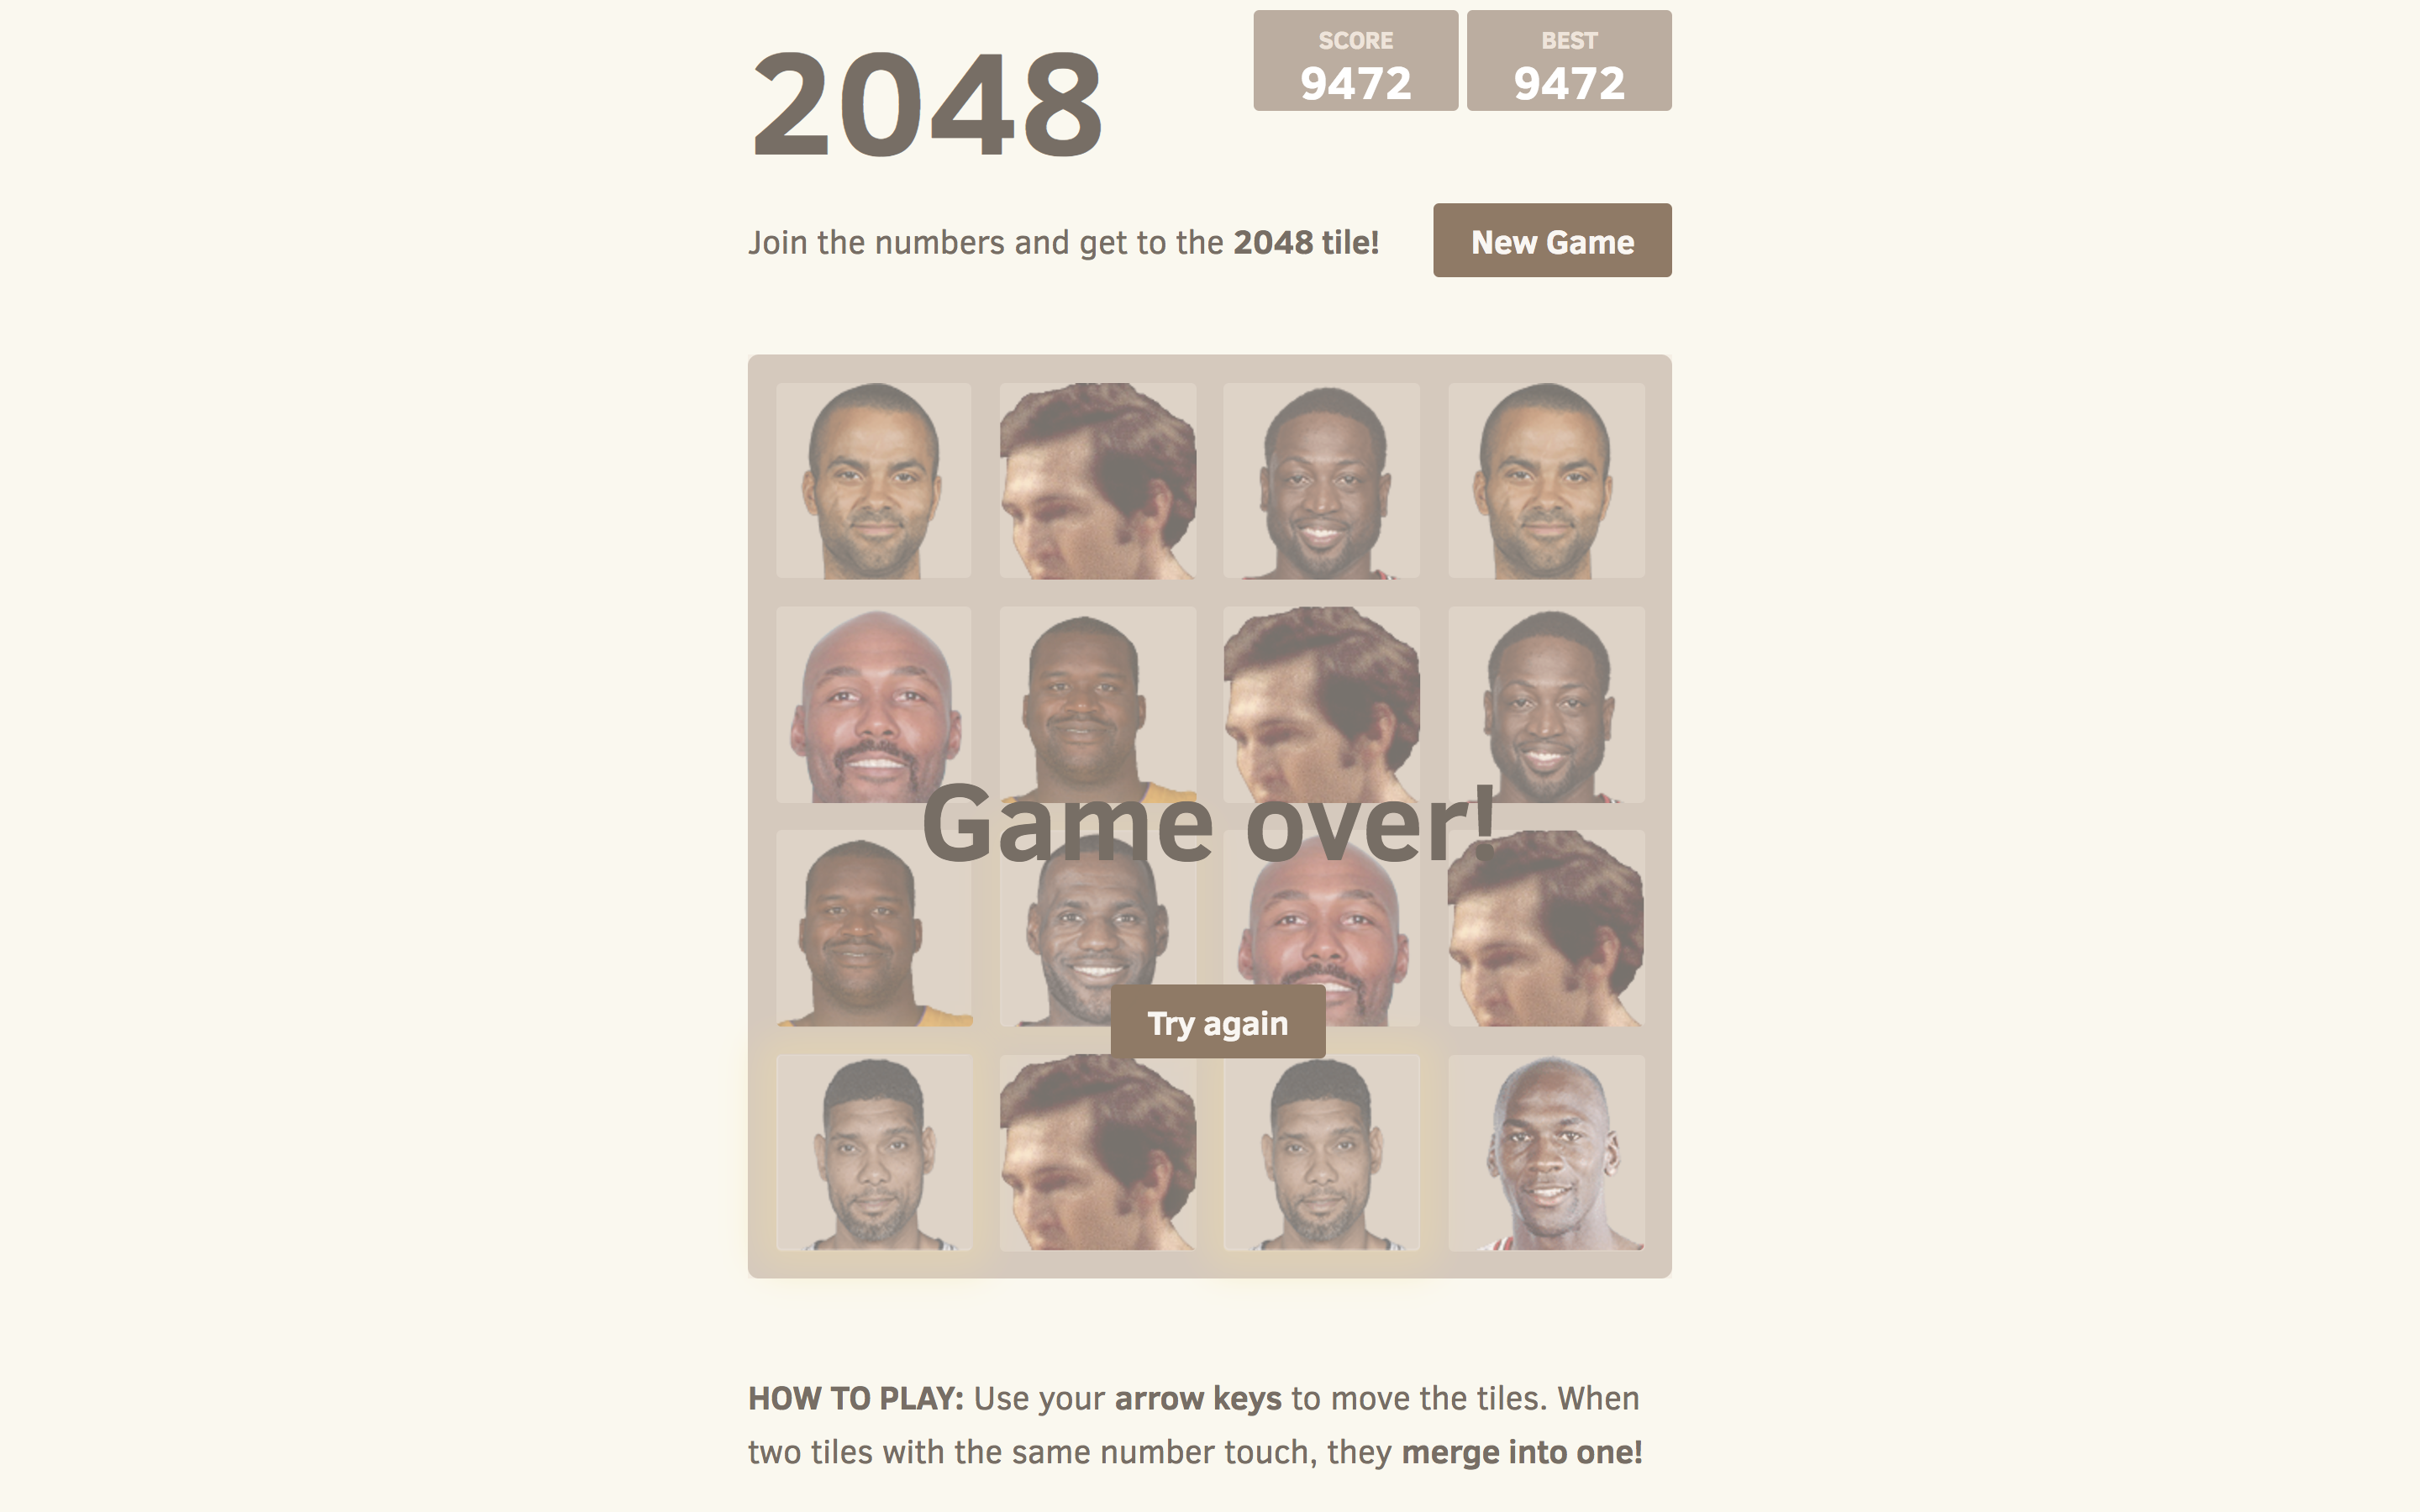 2048
SCORE
9472
BEST
9472
Join the numbers and get to the 2048 tile!
New Game
Game over!
Try again
HOW TO PLAY: Use your arrow keys to move the tiles. When
two tiles with the same number touch, they merge into one!